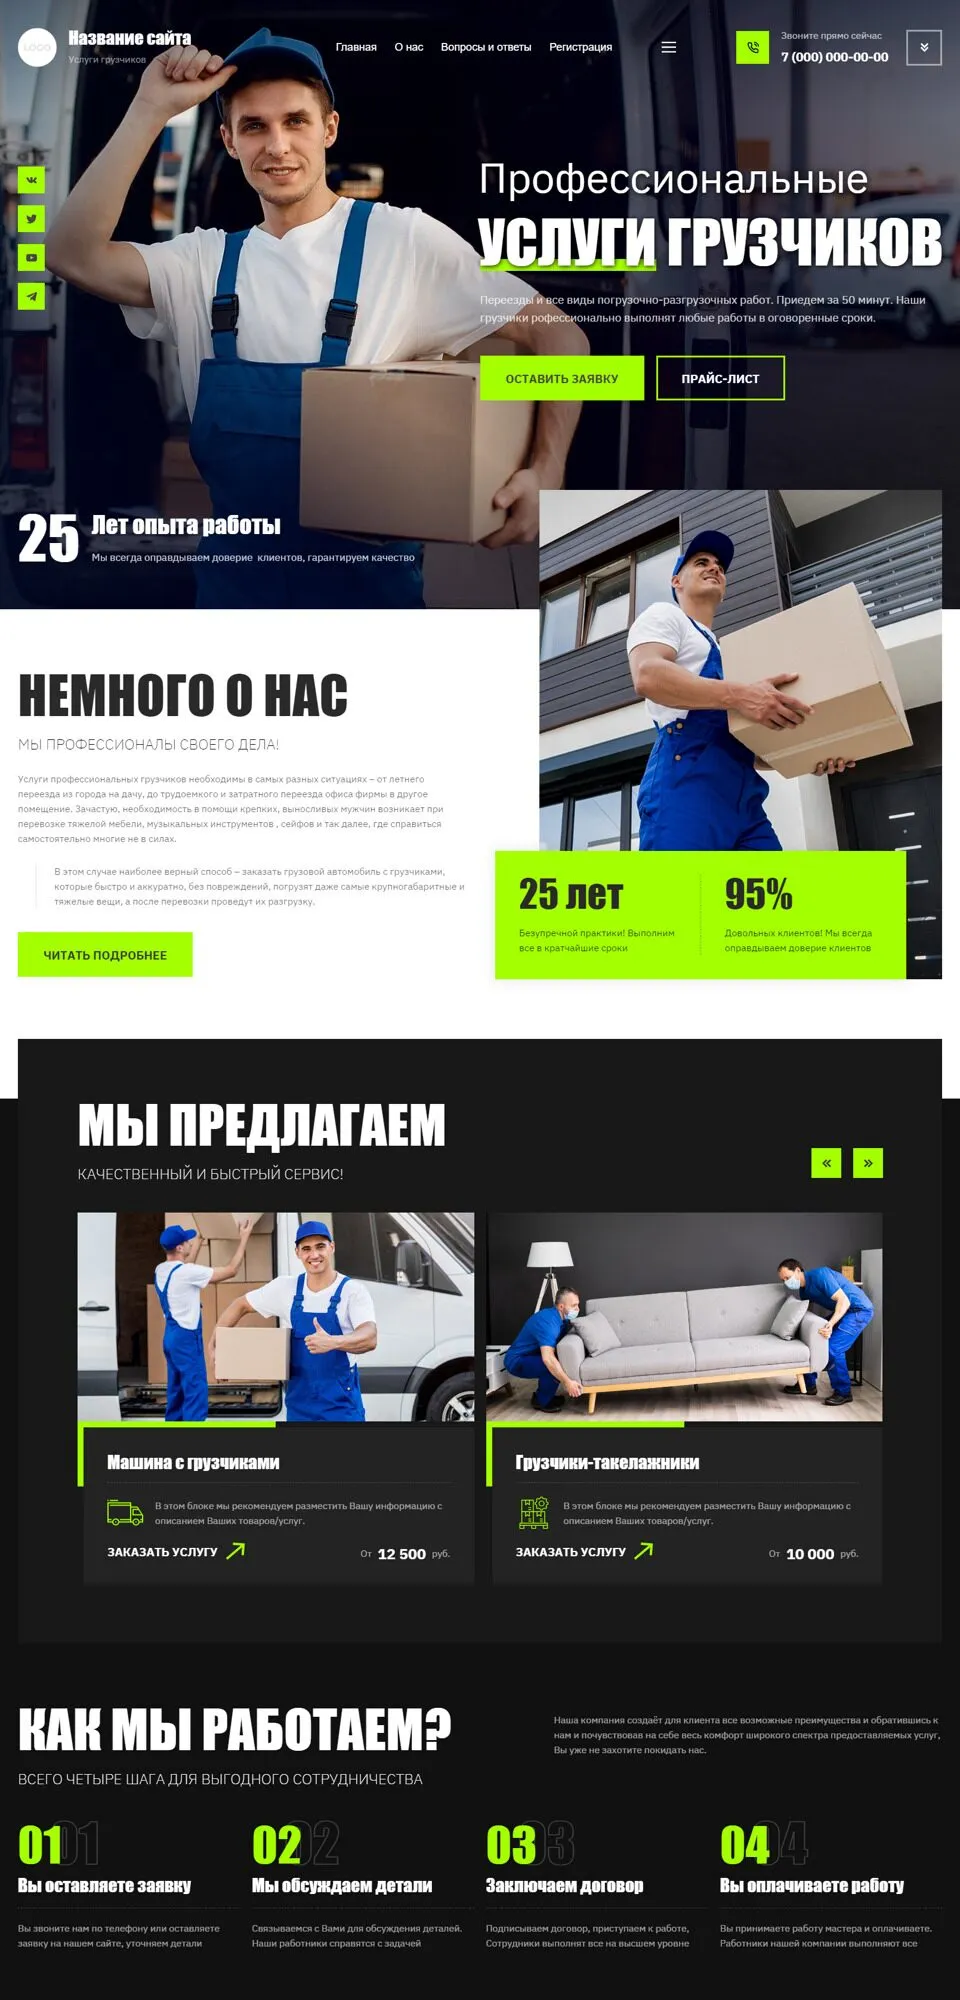 LOGO
Название сайта
Услуги грузчиков
Главная
О нас
Вопросы и ответы
Регистрация
Звоните прямо сейчас
7 (000) 000-00-00
Профессиональные
УСЛУГИ ГРУЗЧИКОВ
Переезды и все виды погрузочно-разгрузочных работ. Приедем за 50 минут. Наши
грузчики рофессионально выполнят любые работы в оговоренные сроки.
ОСТАВИТЬ ЗАЯВКУ
ПРАЙС-ЛИСТ
25
Лет опыта работы
Мы всегда оправдываем доверие клиентов, гарантируем качество
НЕМНОГО О НАС
МЫ ПРОФЕССИОНАЛЫ СВОЕГО ДЕЛА!
Услуги профессиональных грузчиков необходимы в самых разных ситуациях – от летнего
переезда из города на дачу, до трудоемкого и затратного переезда офиса фирмы в другое
помещение. Зачастую, необходимость в помощи крепких, выносливых мужчин возникает при
перевозке тяжелой мебели, музыкальных инструментов , сейфов и так далее, где справиться
самостоятельно многие не в силах.
В этом случае наиболее верный способ – заказать грузовой автомобиль с грузчиками,
которые быстро и аккуратно, без повреждений, погрузят даже самые крупногабаритные и
тяжелые вещи, а после перевозки проведут их разгрузку.
ЧИТАТЬ ПОДРОБНЕЕ
25 лет
Безупречной практики! Выполним
все в кратчайшие сроки
95%
Довольных клиентов! Мы всегда
оправдываем доверие клиентов
МЫ ПРЕДЛАГАЕМ
КАЧЕСТВЕННЫЙ И БЫСТРЫЙ СЕРВИС!
Машина с грузчиками
В этом блоке мы рекомендуем разместить Вашу информацию с
описанием Ваших товаров/услуг.
ЗАКАЗАТЬ УСЛУГУ
От 12 500 руб.
Грузчики-такелажники
В этом блоке мы рекомендуем разместить Вашу информацию с
описанием Ваших товаров/услуг.
ЗАКАЗАТЬ УСЛУГУ
От 10 000 руб.
КАК МЫ РАБОТАЕМ?
ВСЕГО ЧЕТЫРЕ ШАГА ДЛЯ ВЫГОДНОГО СОТРУДНИЧЕСТВА
Наша компания создаёт для клиента все возможные преимущества и обратившись к
нам и почувствовав на себе весь комфорт широкого спектра предоставляемых услуг,
Вы уже не захотите покидать нас.
01 01
Вы оставляете заявку
Вы звоните нам по телефону или оставляете
заявку на нашем сайте, уточняем детали
02 02
Мы обсуждаем детали
Связываемся с Вами для обсуждения деталей.
Наши работники справятся с задачей
03 03
Заключаем договор
Подписываем договор, приступаем к работе,
Сотрудники выполнят все на высшем уровне
04 04
Вы оплачиваете работу
Вы принимаете работу мастера и оплачиваете.
Работники нашей компании выполняют все